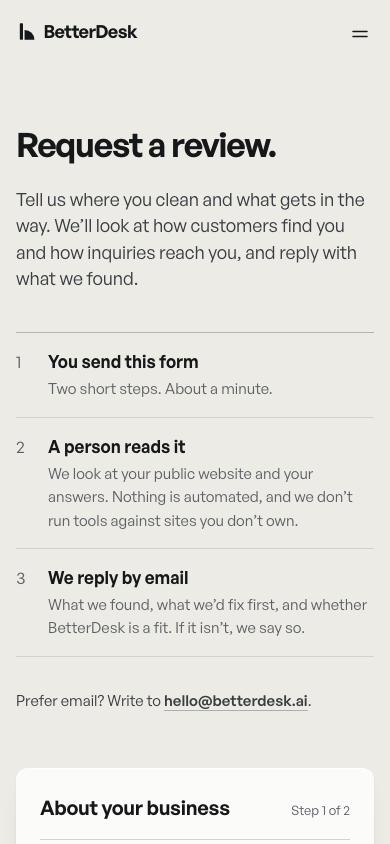 BetterDesk
Request a review.
Tell us where you clean and what gets in the
way. We’ll look at how customers find you
and how inquiries reach you, and reply with
what we found.
1 You send this form
Two short steps. About a minute.
2 A person reads it
We look at your public website and your
answers. Nothing is automated, and we don’t
run tools against sites you don’t own.
3 We reply by email
What we found, what we’d fix first, and whether
BetterDesk is a fit. If it isn’t, we say so.
Prefer email? Write to hello@betterdesk.ai.
About your business Step 1 of 2